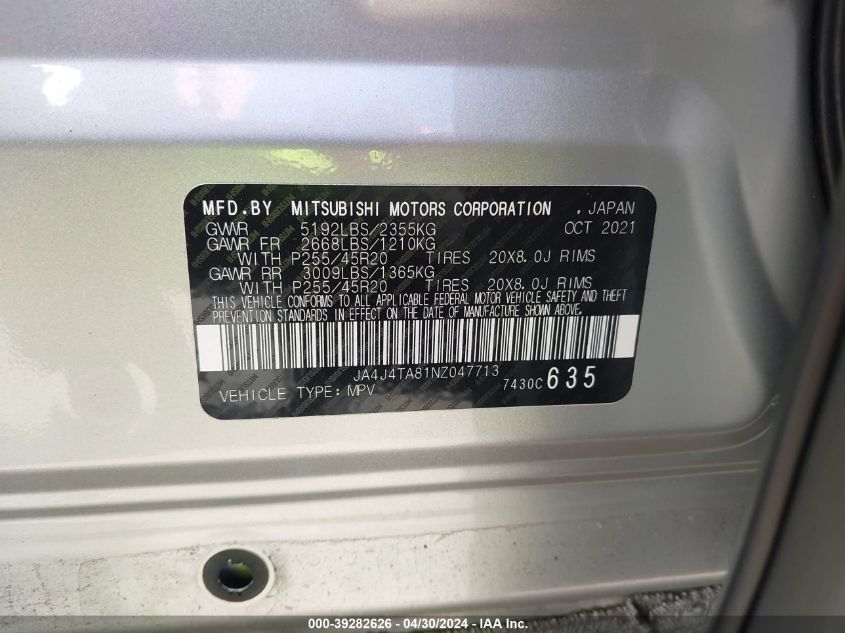 MFD.BY MITSUBISHI MOTORS CORPORATION , JAPAN
GWR 5192LBS/2355KG OCT 2021
GAWR FR 2668LBS/1210KG
WITH P255/45R20 TIRES 20X8.0J RIMS
GAWR RR 3009LBS/1365KG
WITH P255/45R20 TIRES 20X8.0J RIMS
THIS VEHICLE CONFORMS TO ALL APPLICABLE FEDERAL MOTOR VEHICLE SAFETY AND THEFT
PREVENTION STANDARDS IN EFFECT ON THE DATE OF MANUFACTURE SHOWN ABOVE.
JA4J4TA81NZ047713
VEHICLE TYPE: MPV 7430C 635
000-39282626 - 04/30/2024 - IAA Inc.